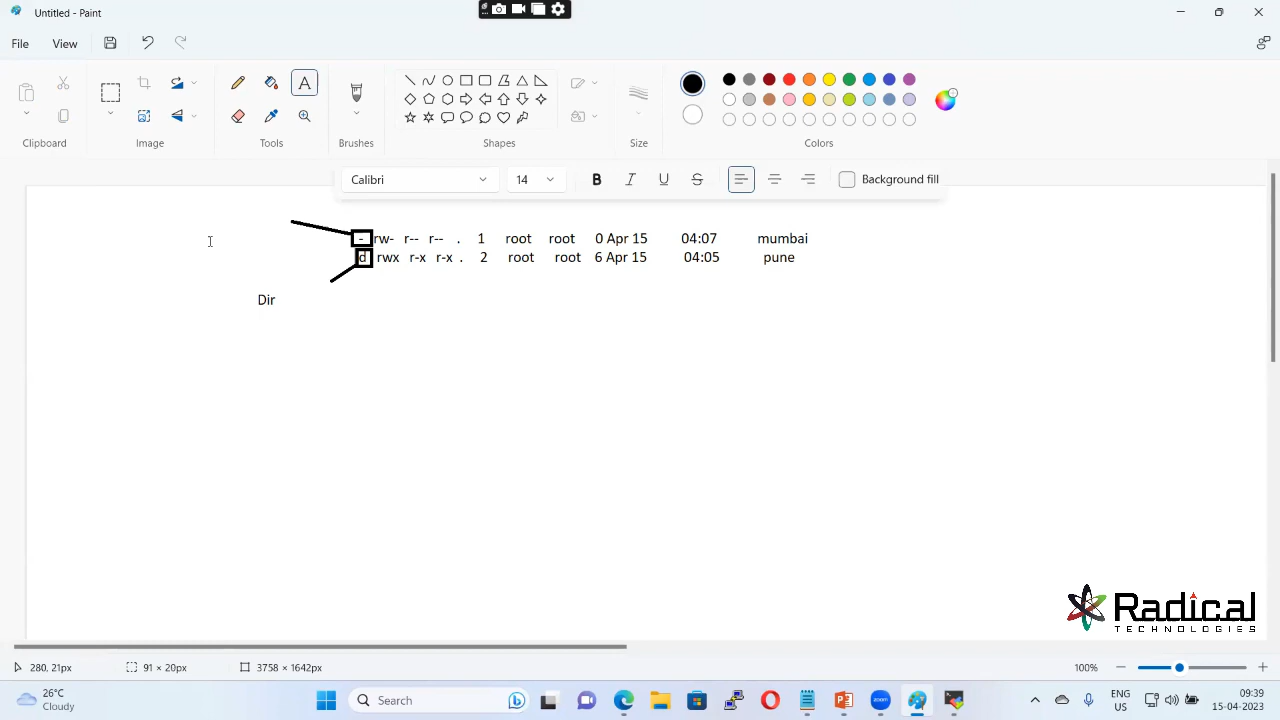 Untitled - Paint
File View
Clipboard Image Tools Brushes Shapes Size Colors
Calibri 14 B I U S Background fill
- rw- r-- r-- . 1 root root 0 Apr 15 04:07 mumbai
d rwx r-x r-x . 2 root root 6 Apr 15 04:05 pune
Dir
Radical
TECHNOLOGIES
280, 21px 91 × 20px 3758 × 1642px 100%
26°C
Cloudy
Search
ENG
US
09:39
15-04-2023